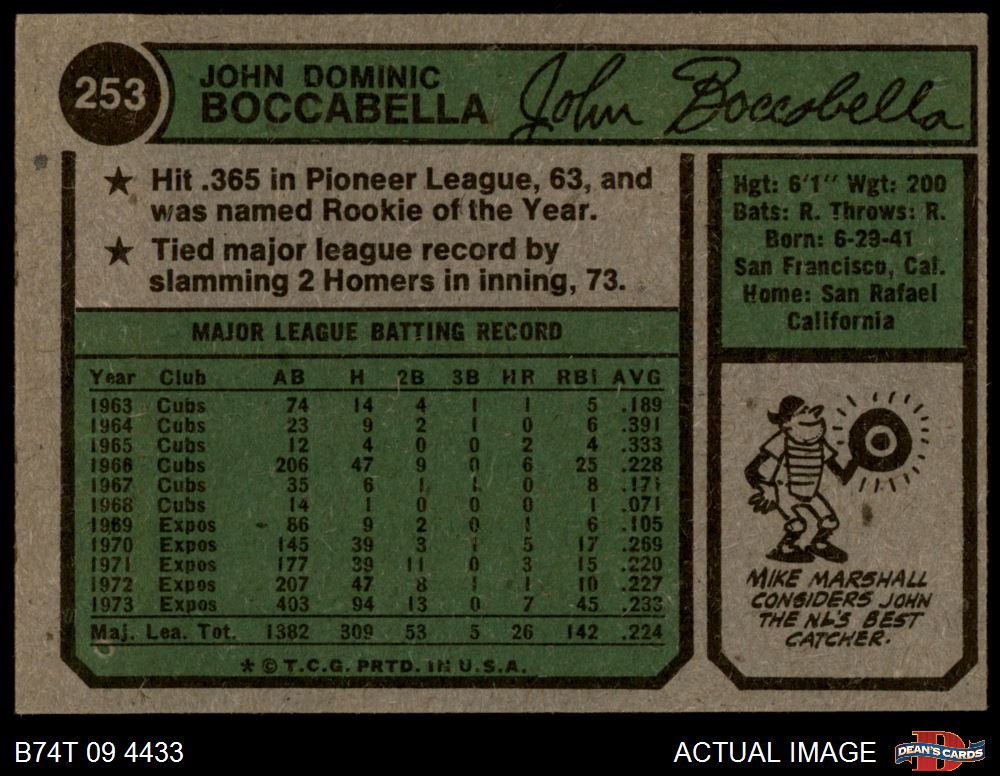 253
JOHN DOMINIC
BOCCABELLA
John Boccabella
★ Hit .365 in Pioneer League, 63, and
was named Rookie of the Year.
★ Tied major league record by
slamming 2 Homers in inning, 73.
Hgt: 6'1" Wgt: 200
Bats: R. Throws: R.
Born: 6-29-41
San Francisco, Cal.
Home: San Rafael
California
MAJOR LEAGUE BATTING RECORD
Year Club AB H 2B 3B HR RBI AVG
1963 Cubs 74 14 4 1 1 5 .189
1964 Cubs 23 9 2 1 0 6 .391
1965 Cubs 12 4 0 0 2 4 .333
1966 Cubs 206 47 9 0 6 25 .228
1967 Cubs 35 6 1 1 0 8 .171
1968 Cubs 14 1 0 0 0 1 .071
1969 Expos 86 9 2 0 1 6 .105
1970 Expos 145 39 3 1 5 17 .269
1971 Expos 177 39 11 0 3 15 .220
1972 Expos 207 47 8 1 1 10 .227
1973 Expos 403 94 13 0 7 45 .233
Maj. Lea. Tot. 1382 309 53 5 26 142 .224
* © T.C.G. PRTD. IN U.S.A.
MIKE MARSHALL
CONSIDERS JOHN
THE NL'S BEST
CATCHER.
B74T 09 4433
ACTUAL IMAGE
DEAN'S CARDS